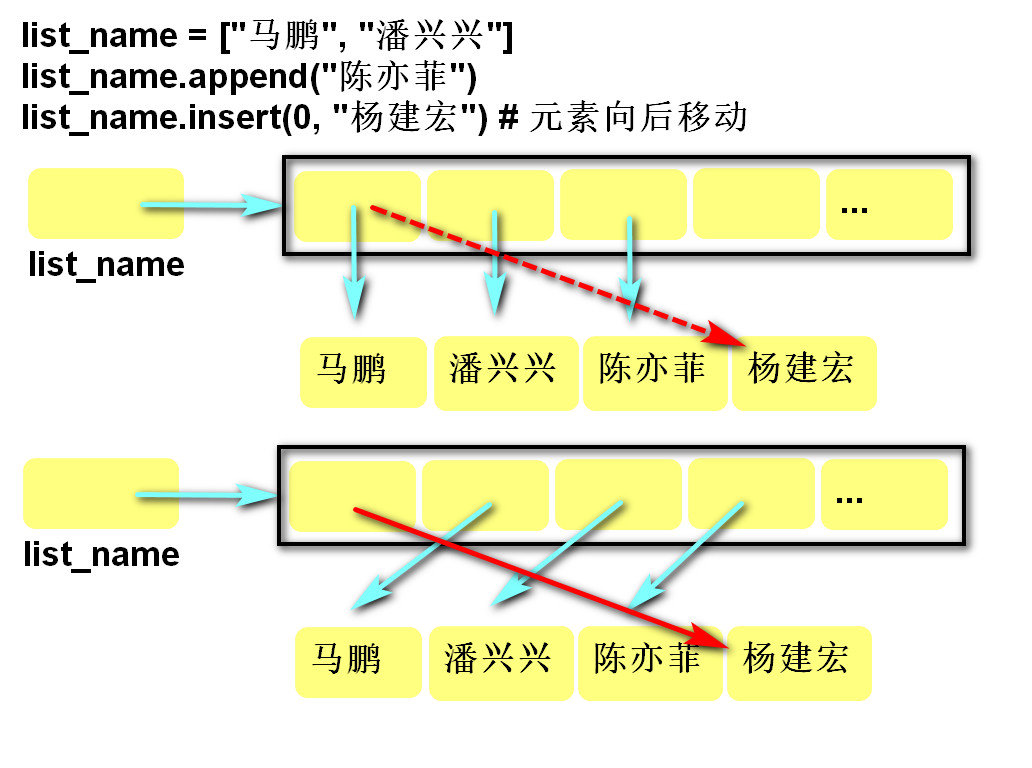 list_name = ["马鹏", "潘兴兴"]
list_name.append("陈亦菲")
list_name.insert(0, "杨建宏") # 元素向后移动
...
list_name
马鹏 潘兴兴 陈亦菲 杨建宏
...
list_name
马鹏 潘兴兴 陈亦菲 杨建宏